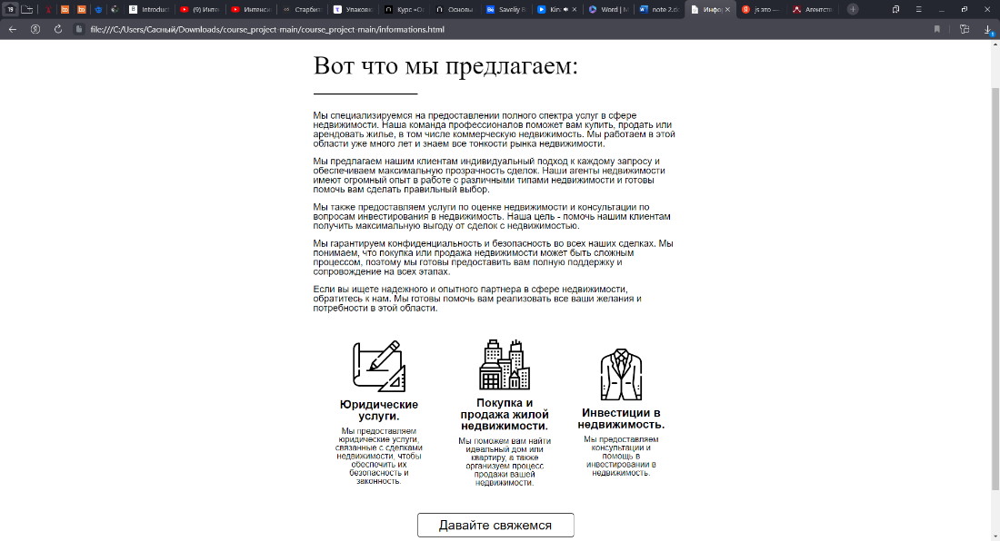 19
Introduct
(9) Инте
Интенси
Старбит
Упаковк
Курс «Ос
Основы
Saveliy B
Kin
Word | M
note 2.d
Инфо
js это —
Агентст
file:///C:/Users/Сасный/Downloads/course_project-main/course_project-main/informations.html
Вот что мы предлагаем:
Мы специализируемся на предоставлении полного спектра услуг в сфере
недвижимости. Наша команда профессионалов поможет вам купить, продать или
арендовать жилье, в том числе коммерческую недвижимость. Мы работаем в этой
области уже много лет и знаем все тонкости рынка недвижимости.
Мы предлагаем нашим клиентам индивидуальный подход к каждому запросу и
обеспечиваем максимальную прозрачность сделок. Наши агенты недвижимости
имеют огромный опыт в работе с различными типами недвижимости и готовы
помочь вам сделать правильный выбор.
Мы также предоставляем услуги по оценке недвижимости и консультации по
вопросам инвестирования в недвижимость. Наша цель - помочь нашим клиентам
получить максимальную выгоду от сделок с недвижимостью.
Мы гарантируем конфиденциальность и безопасность во всех наших сделках. Мы
понимаем, что покупка или продажа недвижимости может быть сложным
процессом, поэтому мы готовы предоставить вам полную поддержку и
сопровождение на всех этапах.
Если вы ищете надежного и опытного партнера в сфере недвижимости,
обратитесь к нам. Мы готовы помочь вам реализовать все ваши желания и
потребности в этой области.
Юридические
услуги.
Мы предоставляем
юридические услуги,
связанные с сделками
недвижимости, чтобы
обеспечить их
безопасность и
законность.
Покупка и
продажа жилой
недвижимости.
Мы поможем вам найти
идеальный дом или
квартиру, а также
организуем процесс
продажи вашей
недвижимости.
Инвестиции в
недвижимость.
Мы предоставляем
консультации и
помощь в
инвестировании в
недвижимость.
Давайте свяжемся